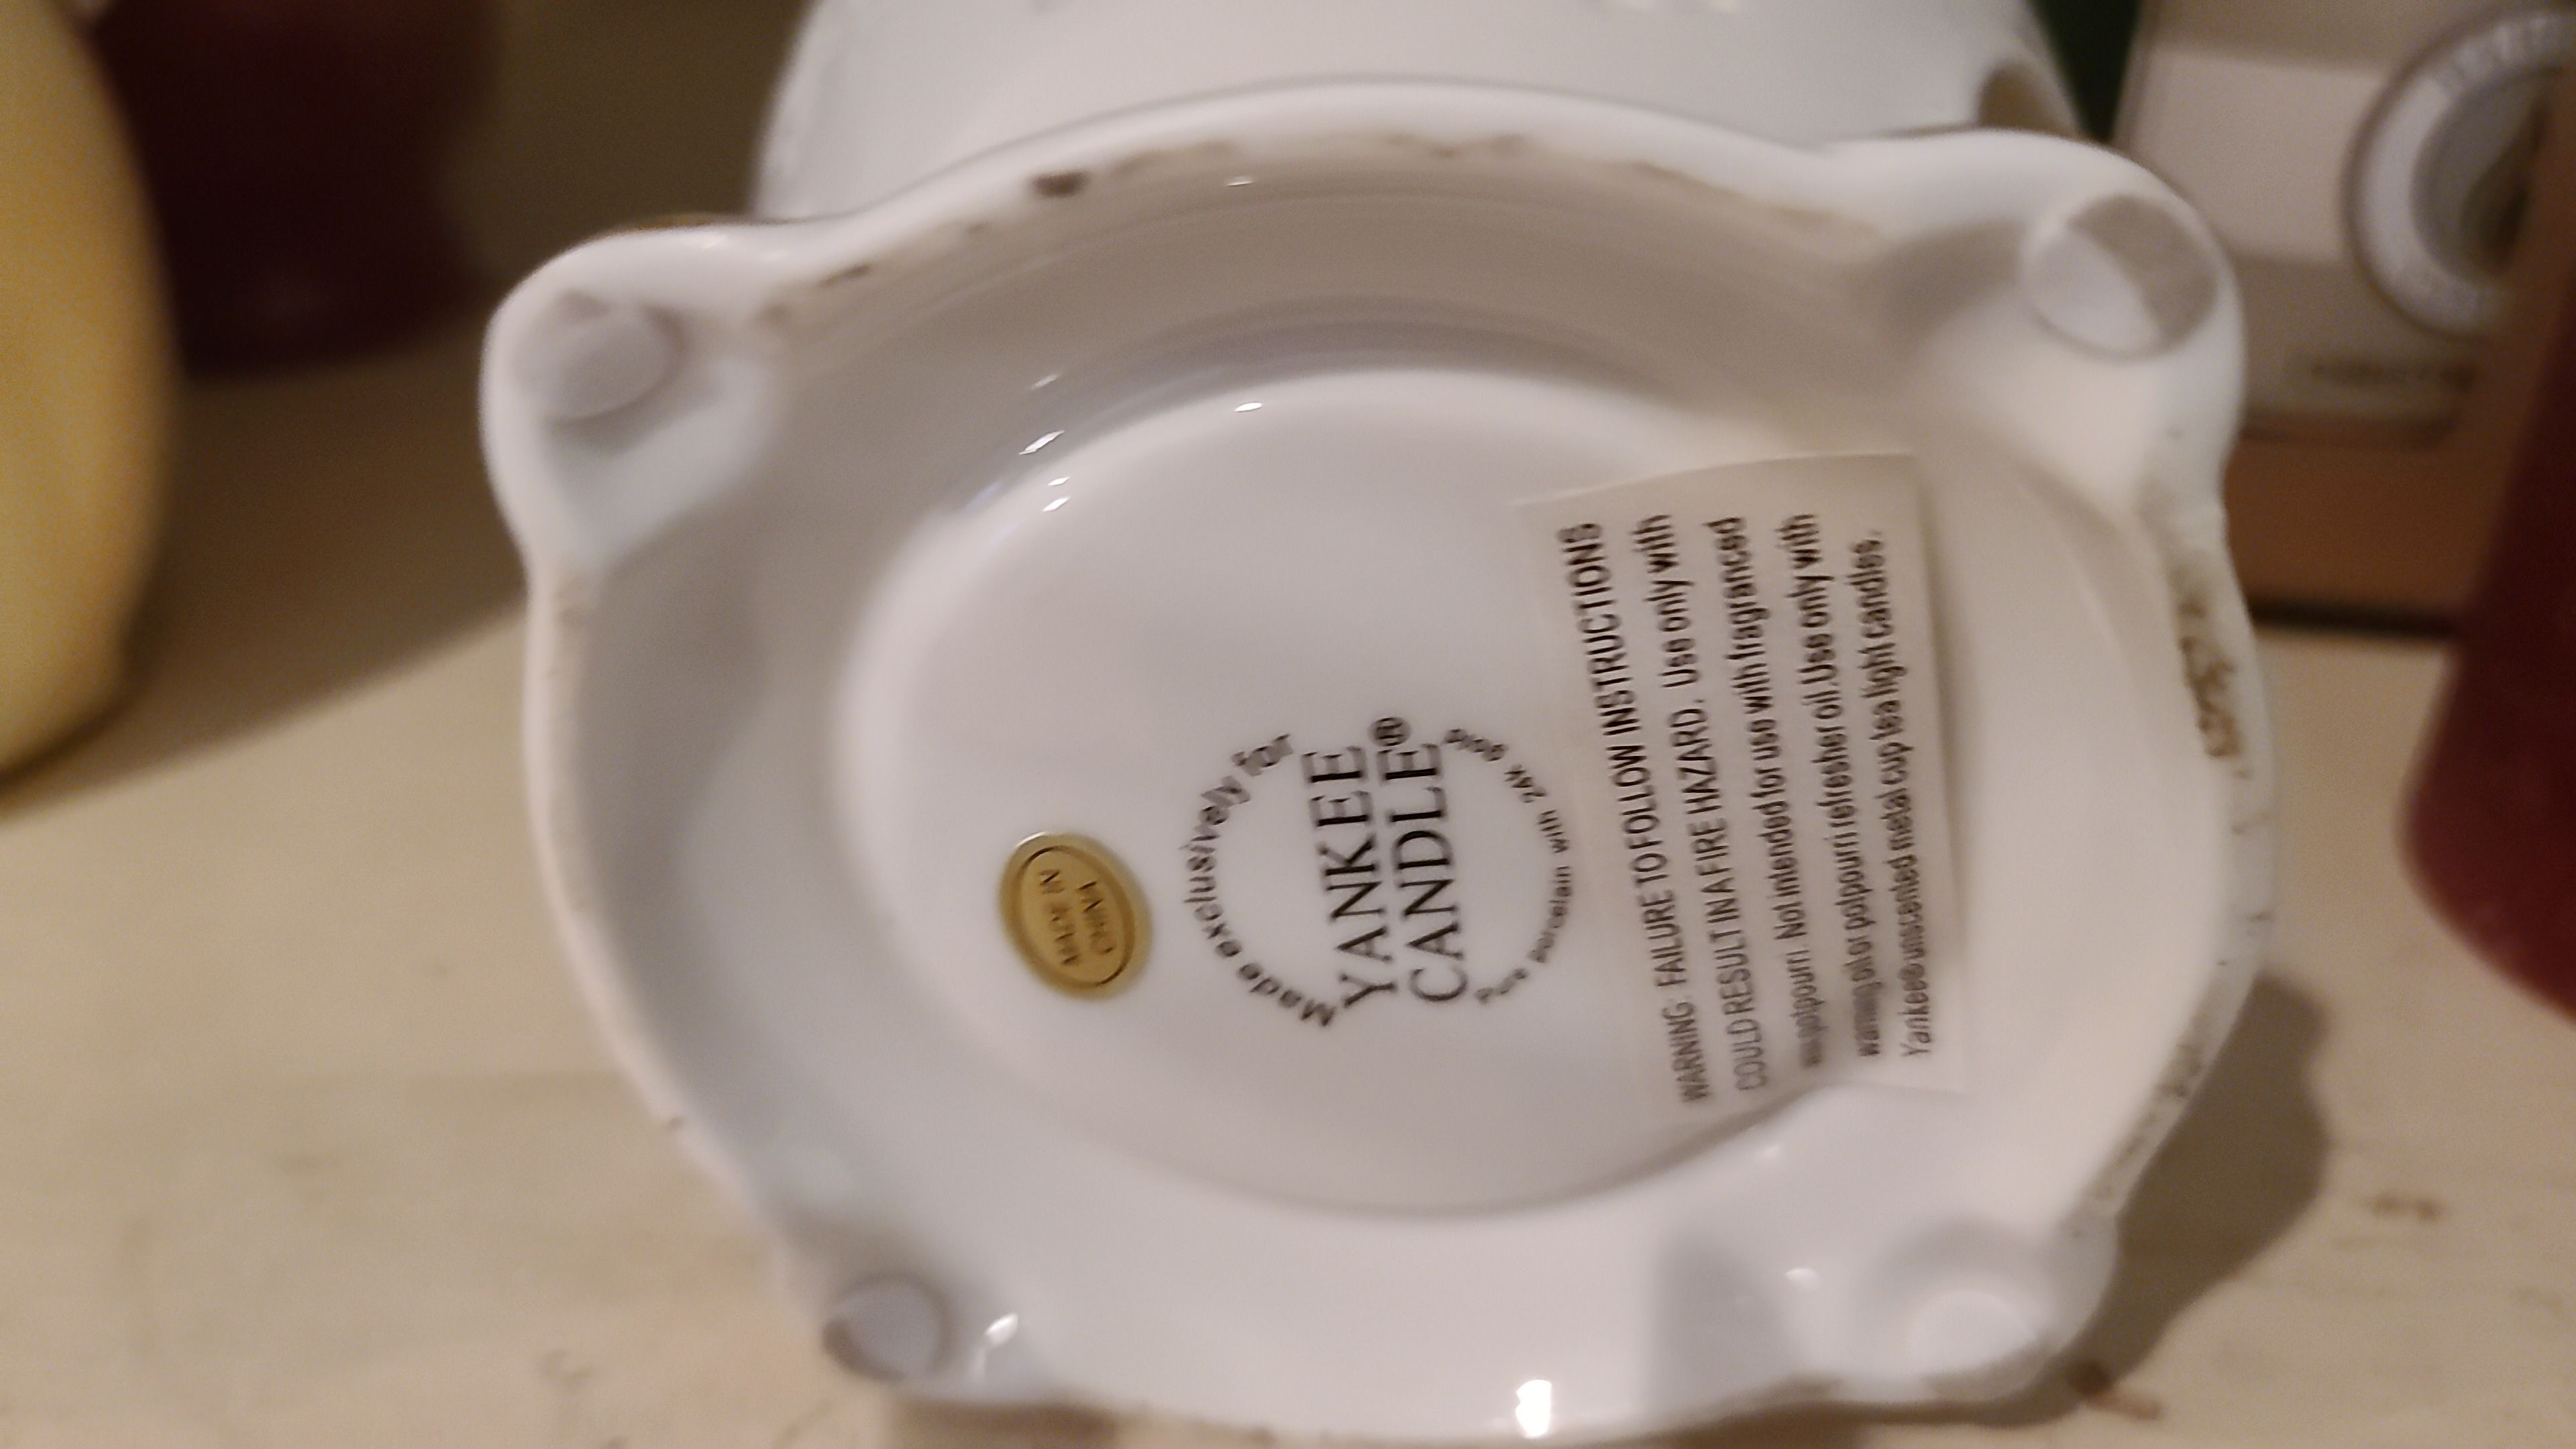 MADE IN
CHINA
Made exclusively for
YANKEE
CANDLE®
Pure porcelain with 24K gold
WARNING: FAILURE TO FOLLOW INSTRUCTIONS
COULD RESULT IN A FIRE HAZARD. Use only with
potpourri. Not intended for use with fragranced
warming oil or potpourri refresher oil. Use only with
Yankee® unscented metal cup tea light candles.